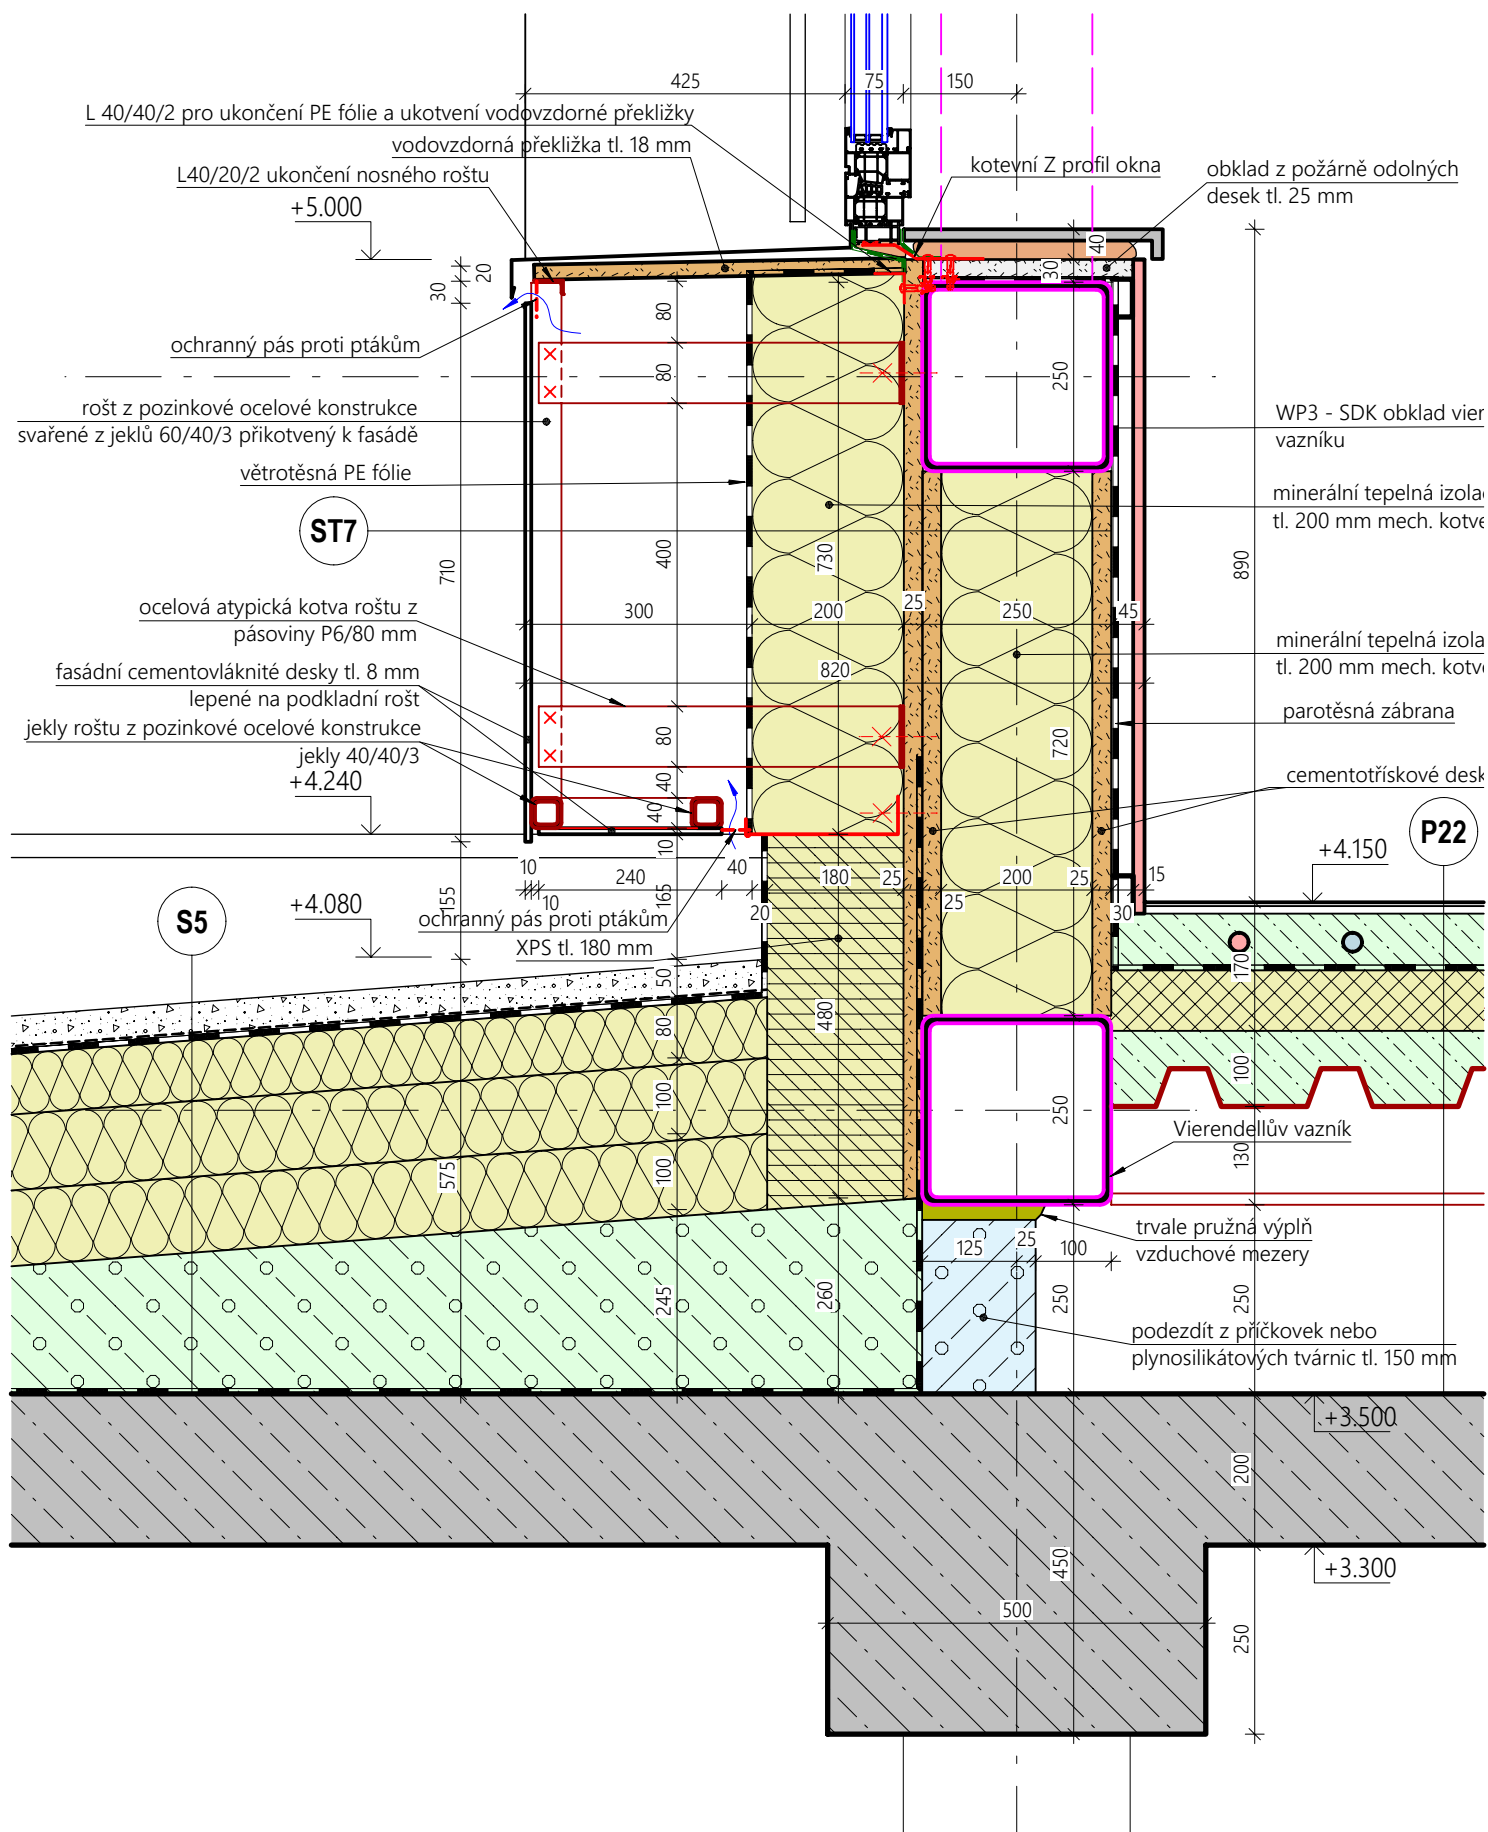 425
75
150
L 40/40/2 pro ukončení PE fólie a ukotvení vodovzdorné překližky
vodovzdorná překližka tl. 18 mm
L40/20/2 ukončení nosného roštu
kotevní Z profil okna
obklad z požárně odolných
desek tl. 25 mm
+5.000
20
30
40
30
80
ochranný pás proti ptákům
80
250
rošt z pozinkové ocelové konstrukce
svařené z jeklů 60/40/3 přikotvený k fasádě
WP3 - SDK obklad vier
vazníku
větrotěsná PE fólie
minerální tepelná izola
tl. 200 mm mech. kotve
ST7
710
400
730
890
ocelová atypická kotva roštu z
pásoviny P6/80 mm
300
200
25
250
45
minerální tepelná izola
tl. 200 mm mech. kotv
fasádní cementovláknité desky tl. 8 mm
lepené na podkladní rošt
820
parotěsná zábrana
jekly roštu z pozinkové ocelové konstrukce
jekly 40/40/3
80
720
+4.240
40
40
cementotřískové desk
P22
10
+4.150
10
240
40
180
25
200
25
15
10
20
25
30
155
165
S5
+4.080
ochranný pás proti ptákům
XPS tl. 180 mm
50
170
80
480
100
100
250
100
Vierendellův vazník
130
575
100
trvale pružná výplň
vzduchové mezery
125
25
100
245
260
250
250
podezdít z příčkovek nebo
plynosilikátových tvárnic tl. 150 mm
+3.500
200
450
+3.300
500
250